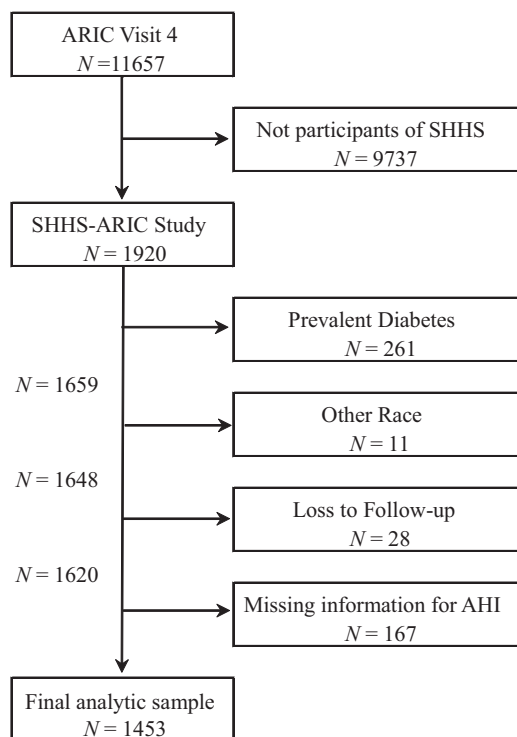 ARIC Visit 4
N =11657
Not participants of SHHS
N = 9737
SHHS-ARIC Study
N = 1920
Prevalent Diabetes
N = 261
N = 1659
Other Race
N = 11
N = 1648
Loss to Follow-up
N = 28
N = 1620
Missing information for AHI
N = 167
Final analytic sample
N = 1453